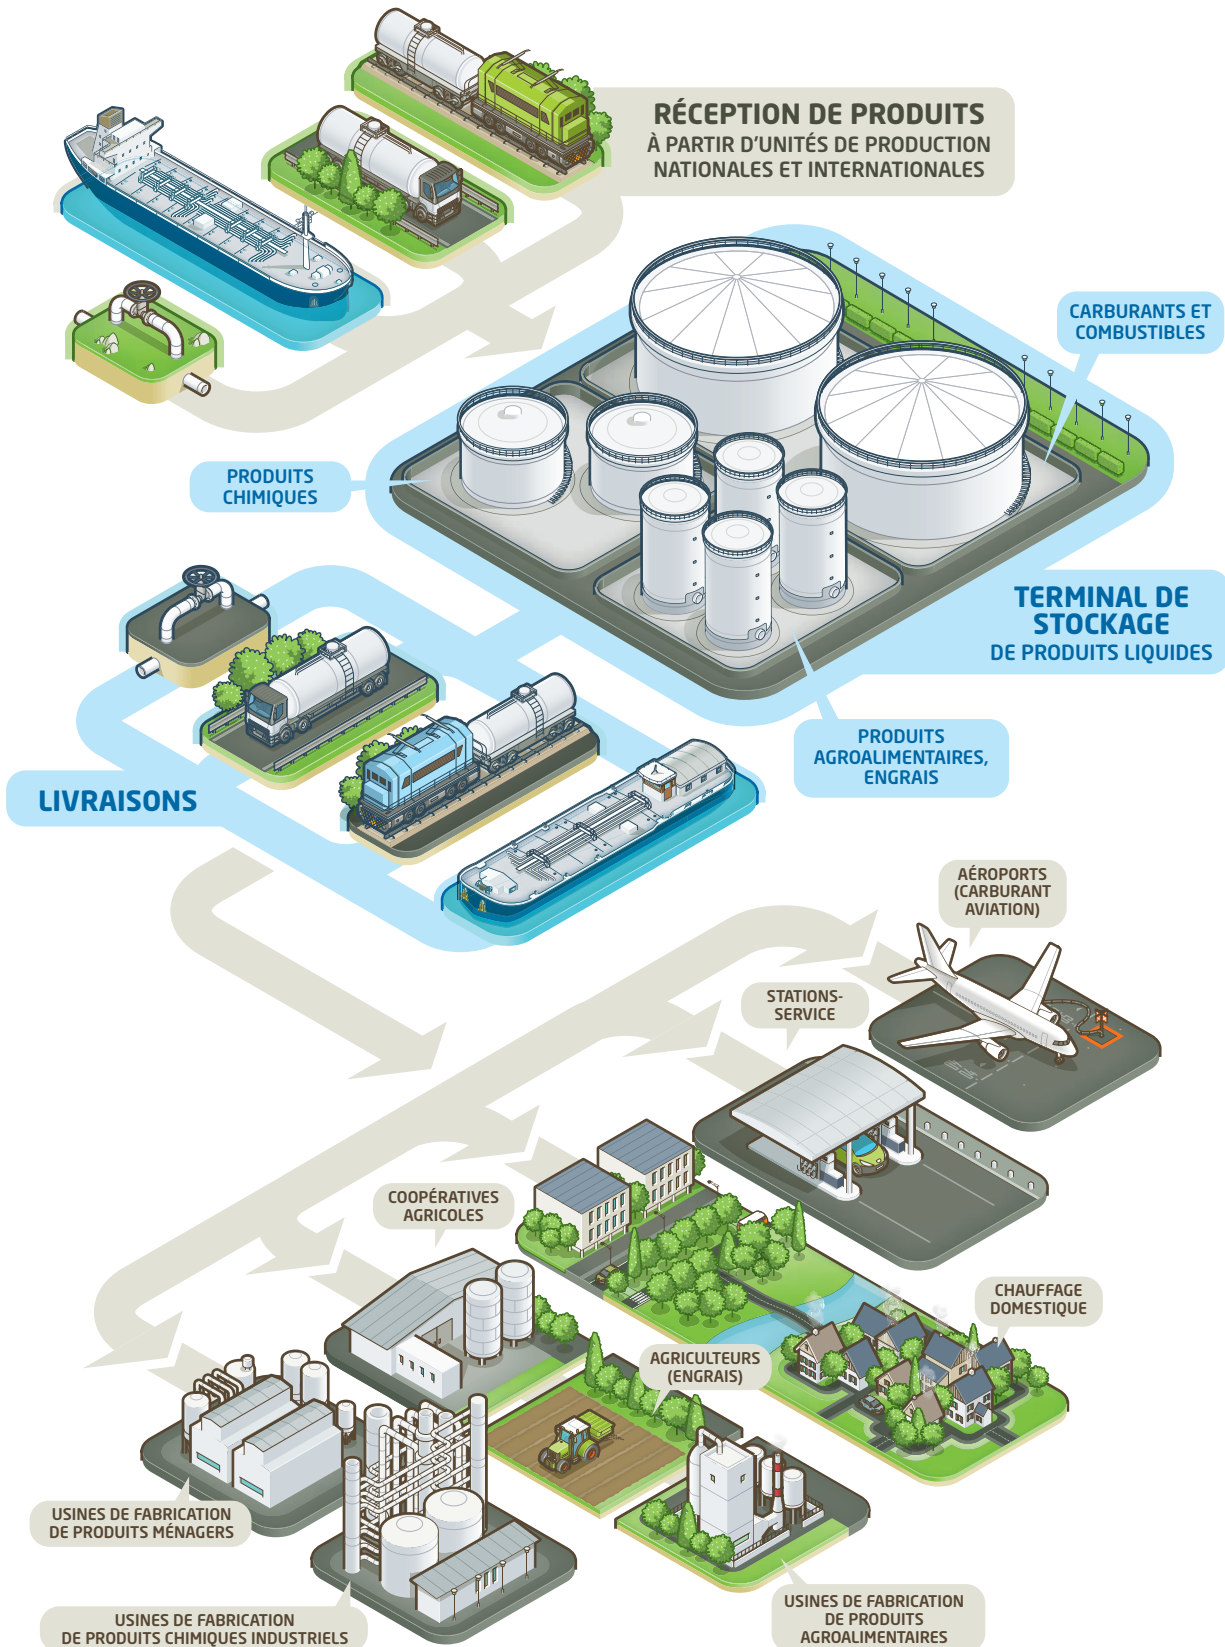 RÉCEPTION DE PRODUITS
À PARTIR D'UNITÉS DE PRODUCTION
NATIONALES ET INTERNATIONALES
CARBURANTS ET
COMBUSTIBLES
PRODUITS
CHIMIQUES
TERMINAL DE
STOCKAGE
DE PRODUITS LIQUIDES
PRODUITS
AGROALIMENTAIRES,
ENGRAIS
LIVRAISONS
AÉROPORTS
(CARBURANT
AVIATION)
STATIONS-
SERVICE
COOPÉRATIVES
AGRICOLES
CHAUFFAGE
DOMESTIQUE
AGRICULTEURS
(ENGRAIS)
USINES DE FABRICATION
DE PRODUITS MÉNAGERS
USINES DE FABRICATION
DE PRODUITS CHIMIQUES INDUSTRIELS
USINES DE FABRICATION
DE PRODUITS
AGROALIMENTAIRES